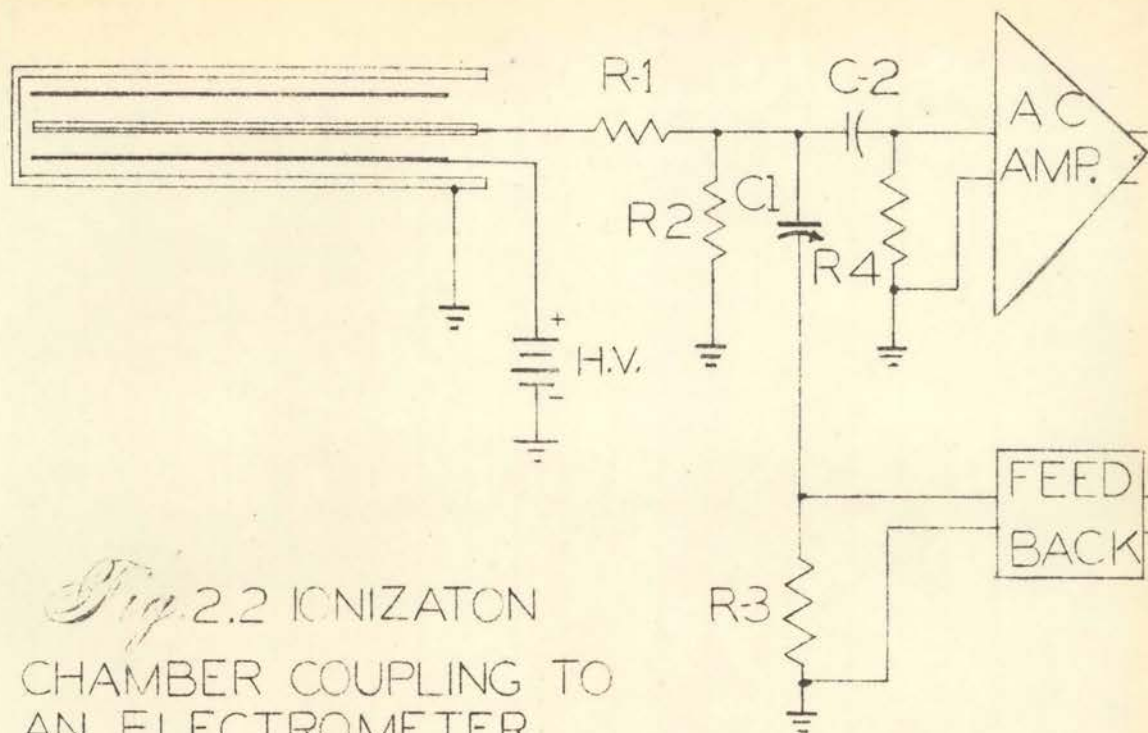 R-1
C-2
A C
AMP.
R2
C1
R4
+
H.V.
-
FEED
BACK
R-3
Fig. 2.2 IONIZATON
CHAMBER COUPLING TO
AN ELECTROMETER